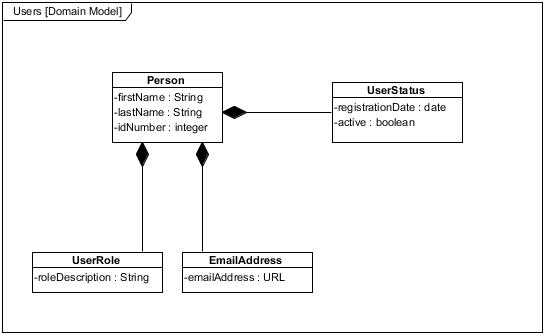 Users [Domain Model]
Person
-firstName : String
-lastName : String
-idNumber : integer
UserStatus
-registrationDate : date
-active : boolean
UserRole
-roleDescription : String
EmailAddress
-emailAddress : URL